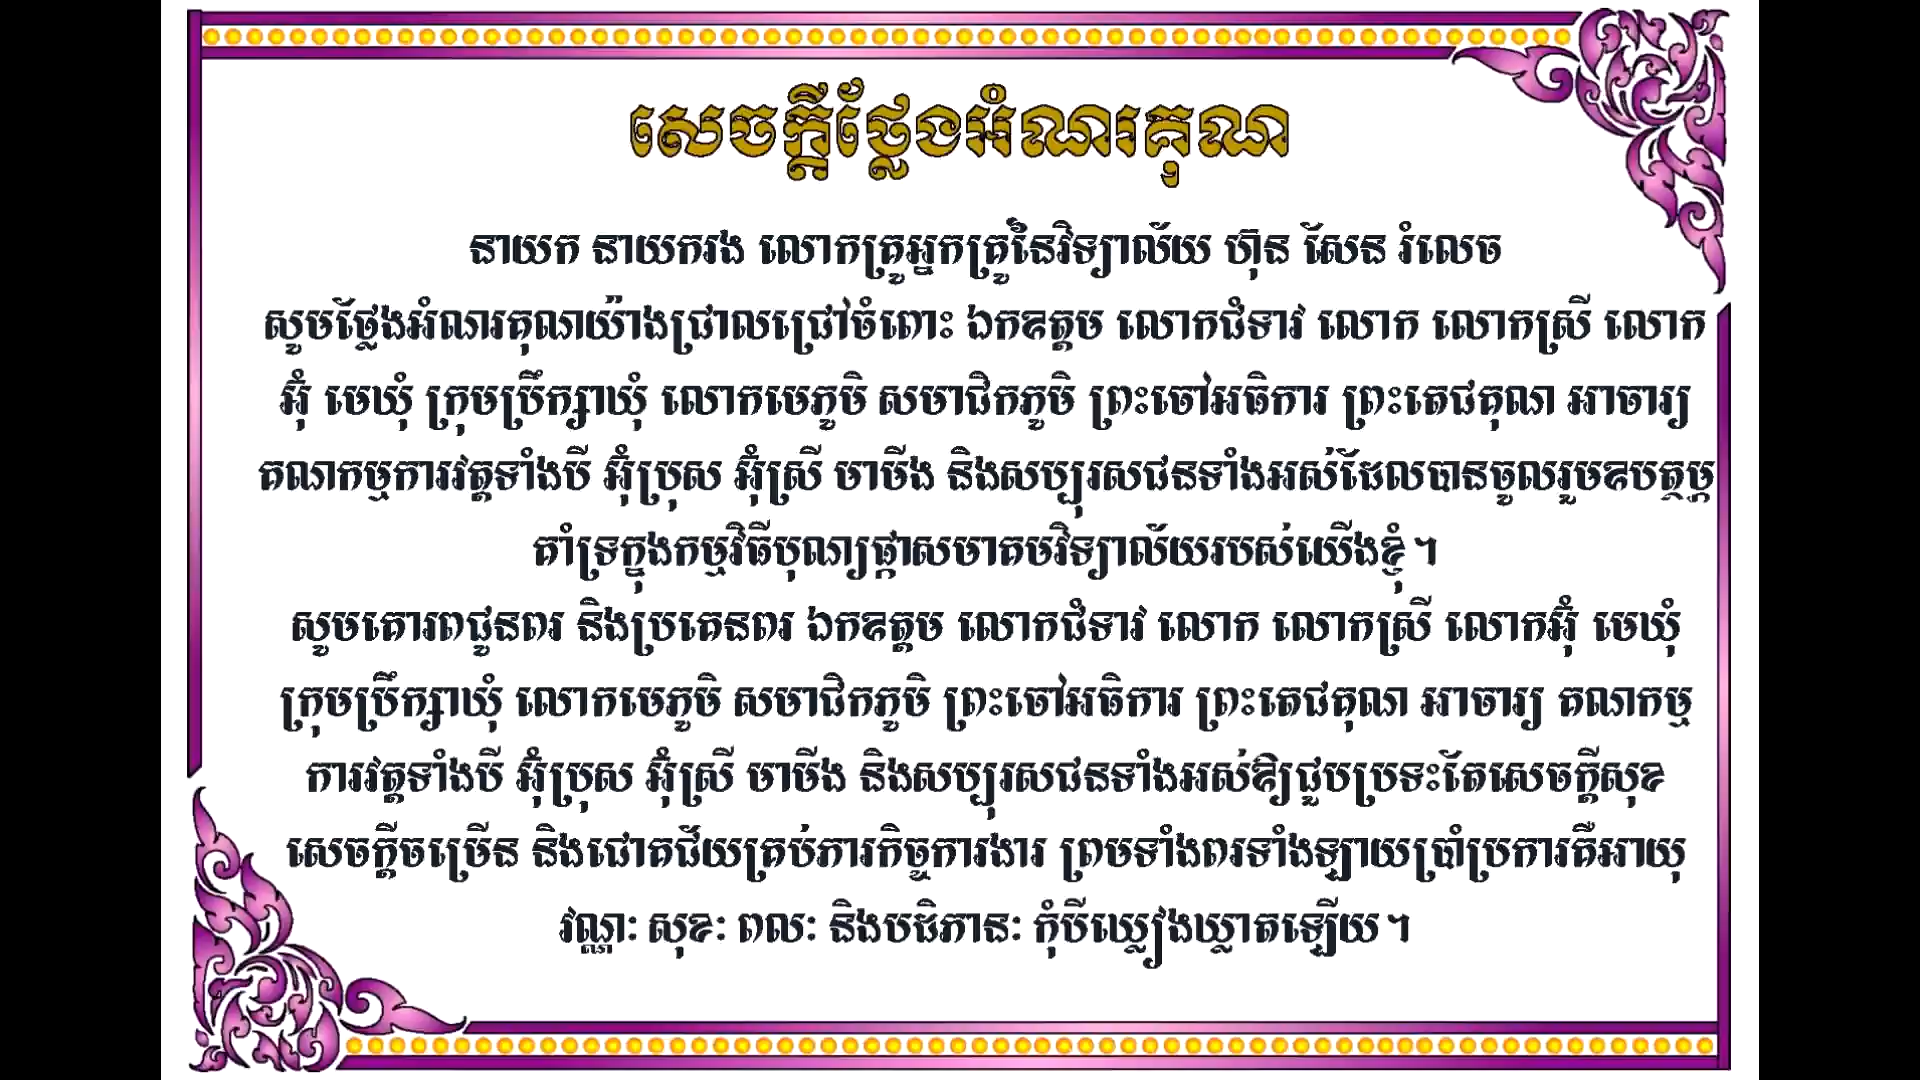 សេចក្តីថ្លែងអំណរគុណ
នាយក នាយករង លោកគ្រូអ្នកគ្រូនៃវិទ្យាល័យ ហ៊ុន សែន រំលេច
សូមថ្លែងអំណរគុណយ៉ាងជ្រាលជ្រៅចំពោះ ឯកឧត្តម លោកជំទាវ លោក លោកស្រី លោក
អ៊ុំ មេឃុំ ក្រុមប្រឹក្សាឃុំ លោកមេភូមិ សមាជិកភូមិ ព្រះចៅអធិការ ព្រះតេជគុណ អាចារ្យ
គណកម្មការវត្តទាំងបី អ៊ុំប្រុស អ៊ុំស្រី មាមីង និងសប្បុរសជនទាំងអស់ដែលបានចូលរួមឧបត្ថម្ភ
គាំទ្រក្នុងកម្មវិធីបុណ្យផ្កាសមាគមវិទ្យាល័យរបស់យើងខ្ញុំ។
សូមគោរពជូនពរ និងប្រគេនពរ ឯកឧត្តម លោកជំទាវ លោក លោកស្រី លោកអ៊ុំ មេឃុំ
ក្រុមប្រឹក្សាឃុំ លោកមេភូមិ សមាជិកភូមិ ព្រះចៅអធិការ ព្រះតេជគុណ អាចារ្យ គណកម្ម
ការវត្តទាំងបី អ៊ុំប្រុស អ៊ុំស្រី មាមីង និងសប្បុរសជនទាំងអស់ឱ្យជួបប្រទះតែសេចក្តីសុខ
សេចក្តីចម្រើន និងជោគជ័យគ្រប់ភារកិច្ចការងារ ព្រមទាំងពរទាំងឡាយប្រាំប្រការគឺអាយុ
វណ្ណៈ សុខៈ ពលៈ និងបដិភានៈ កុំបីឃ្លៀងឃ្លាតឡើយ។